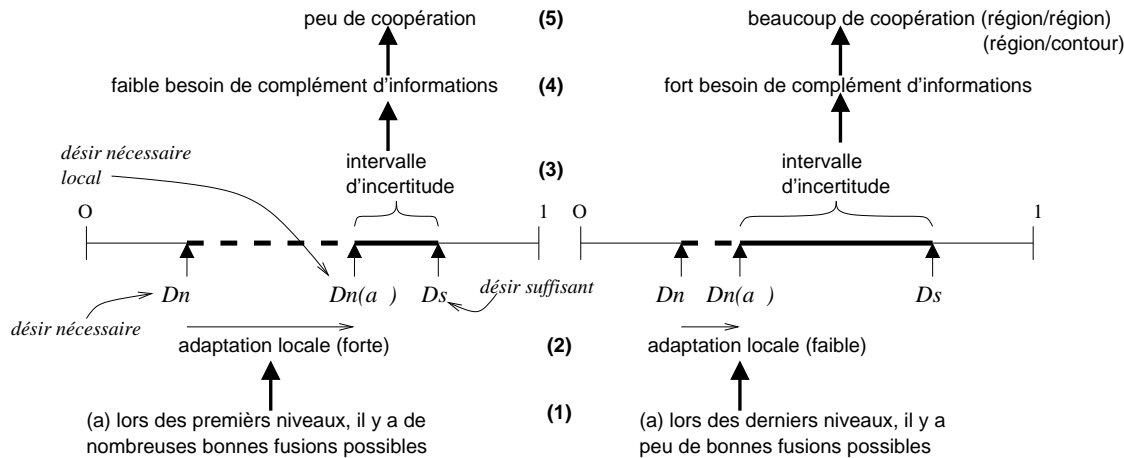 peu de coopération
(5)
beaucoup de coopération (région/région)
(région/contour)
faible besoin de complément d'informations
(4)
fort besoin de complément d'informations
désir nécessaire
local
intervalle
d'incertitude
(3)
intervalle
d'incertitude
O
1
O
1
Dn
Dn(a )
Ds
désir suffisant
Dn
Dn(a )
Ds
désir nécessaire
adaptation locale (forte)
(2)
adaptation locale (faible)
(1)
(a) lors des premièrs niveaux, il y a de
nombreuses bonnes fusions possibles
(a) lors des derniers niveaux, il y a
peu de bonnes fusions possibles